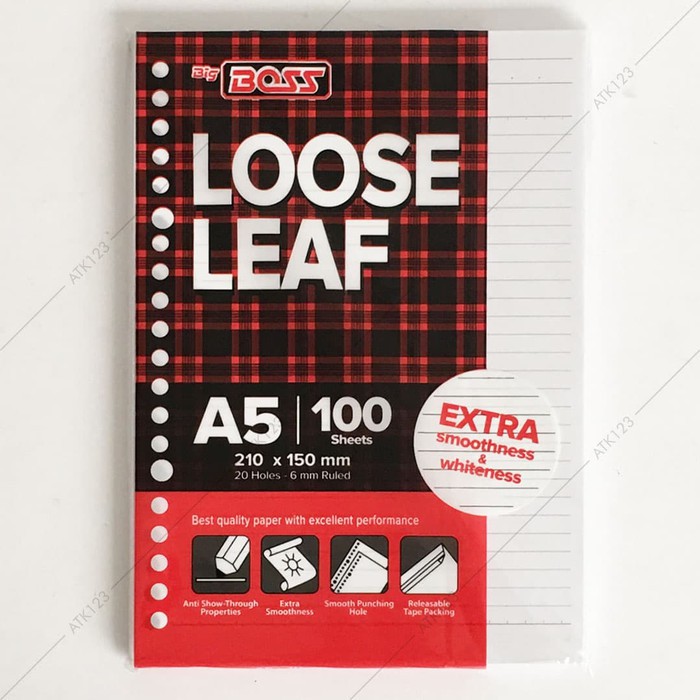 Big BOSS
LOOSE
LEAF
A5 | 100
Sheets
210 x 150 mm
20 Holes - 6 mm Ruled
EXTRA
smoothness
&
whiteness
Best quality paper with excellent performance
Anti Show-Through
Properties
Extra
Smoothness
Smooth Punching
Hole
Releasable
Tape Packing
ATK123
ATK123
ATK123
ATK123
ATK123